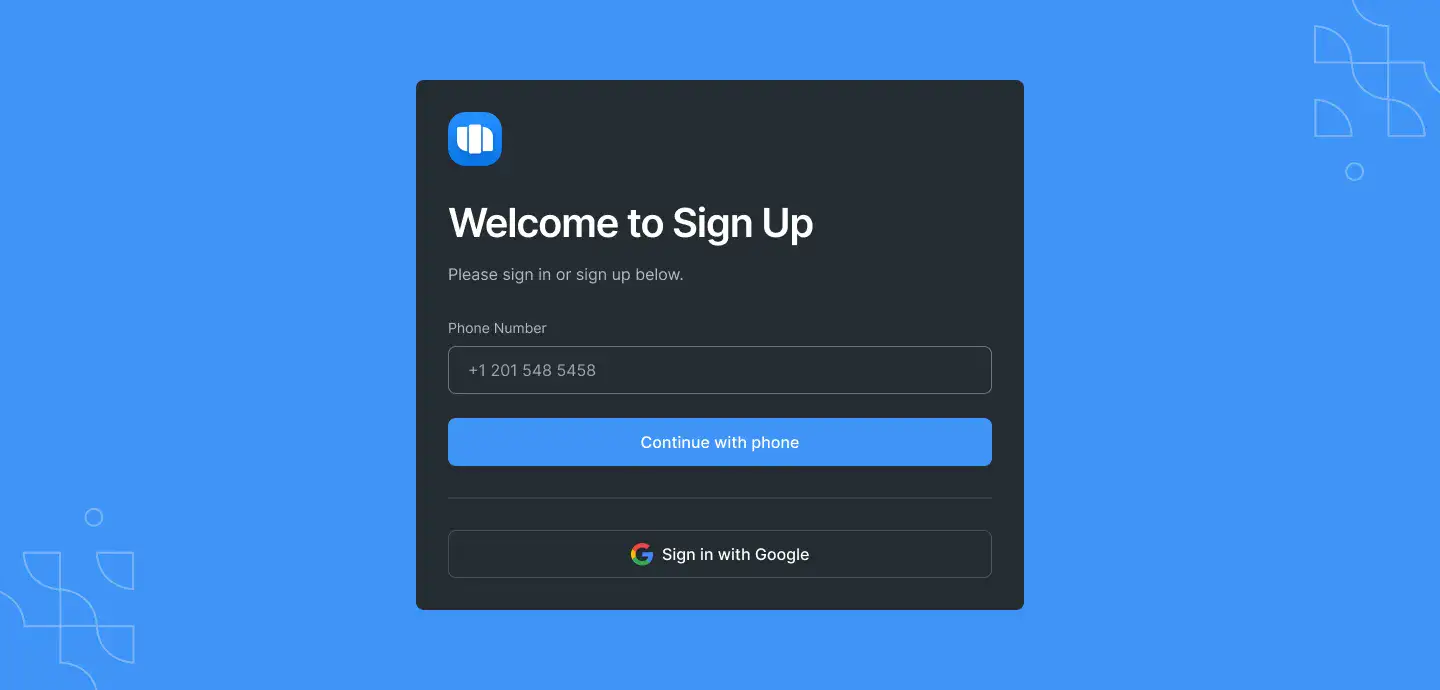 Welcome to Sign Up
Please sign in or sign up below.
Phone Number
+1 201 548 5458
Continue with phone
Sign in with Google